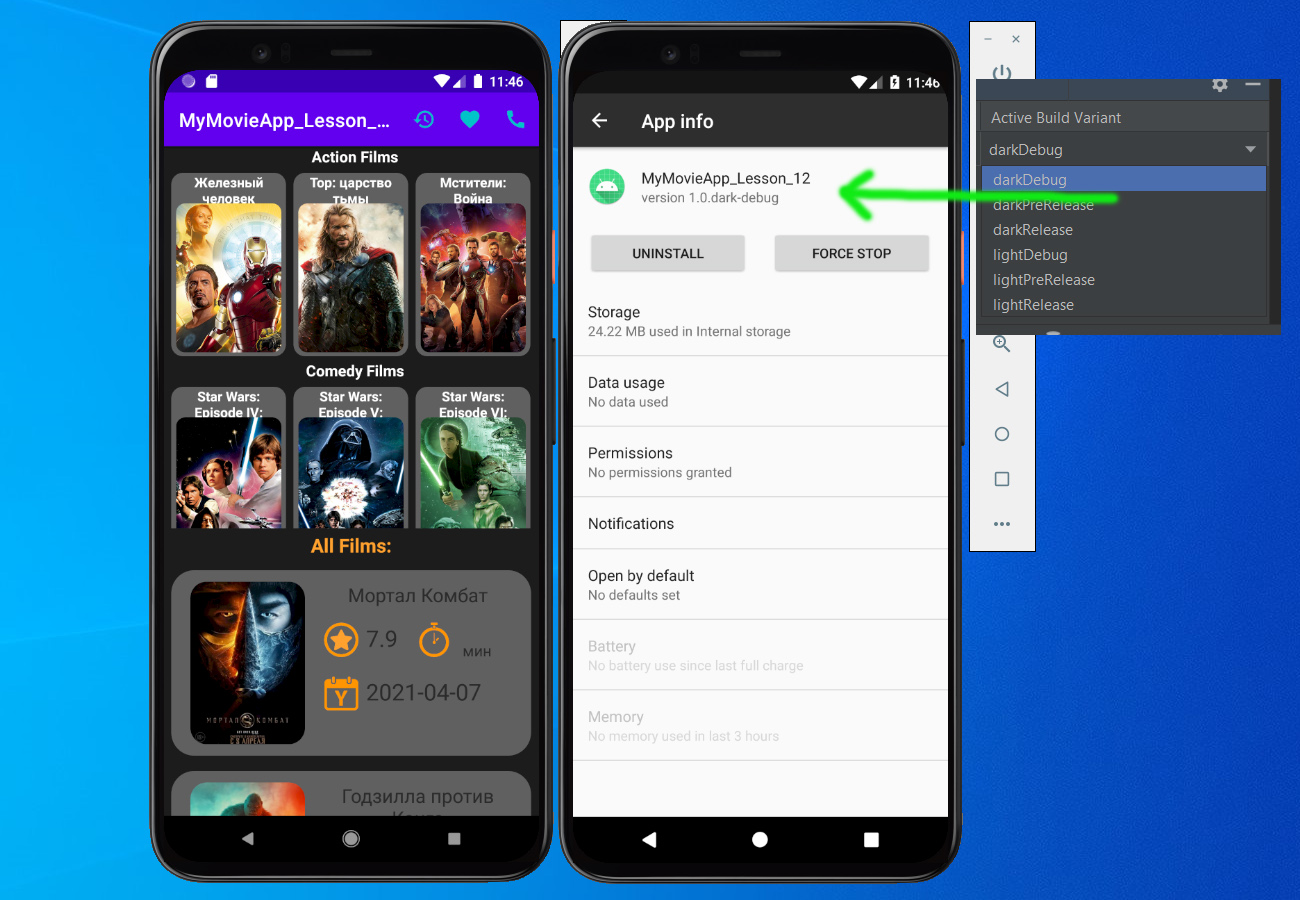 11:46
MyMovieApp_Lesson_...
Action Films
Железный
человек
Тор: царство
тьмы
Мстители:
Война
Comedy Films
Star Wars:
Episode IV:
Star Wars:
Episode V:
Star Wars:
Episode VI:
All Films:
Мортал Комбат
7.9
мин
Y
2021-04-07
МОРТАЛ КОМБАТ
С 8 АПРЕЛЯ
Годзилла против
Конга
11:46
App info
MyMovieApp_Lesson_12
version 1.0.dark-debug
UNINSTALL
FORCE STOP
Storage
24.22 MB used in Internal storage
Data usage
No data used
Permissions
No permissions granted
Notifications
Open by default
No defaults set
Battery
No battery use since last full charge
Memory
No memory used in last 3 hours
Active Build Variant
darkDebug
darkDebug
darkPreRelease
darkRelease
lightDebug
lightPreRelease
lightRelease